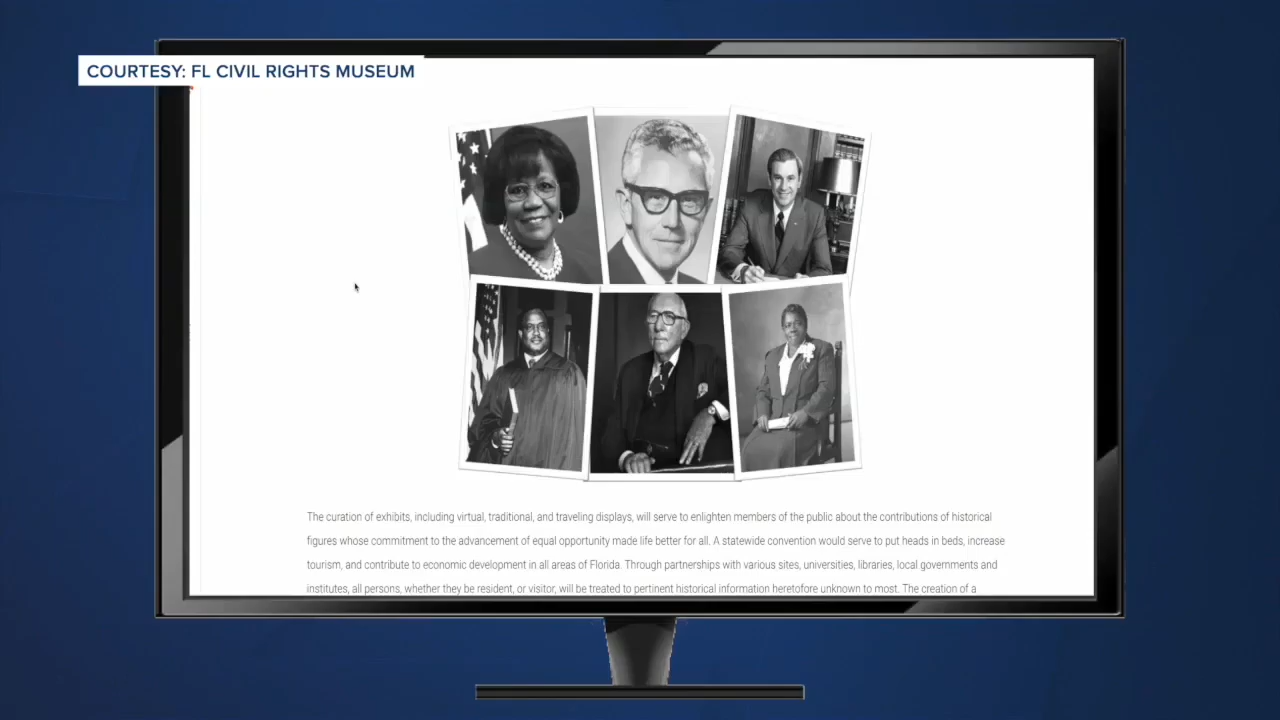 COURTESY: FL CIVIL RIGHTS MUSEUM
The curation of exhibits, including virtual, traditional, and traveling displays, will serve to enlighten members of the public about the contributions of historical
figures whose commitment to the advancement of equal opportunity made life better for all. A statewide convention would serve to put heads in beds, increase
tourism, and contribute to economic development in all areas of Florida. Through partnerships with various sites, universities, libraries, local governments and
institutes, all persons, whether they be resident, or visitor, will be treated to pertinent historical information heretofore unknown to most. The creation of a